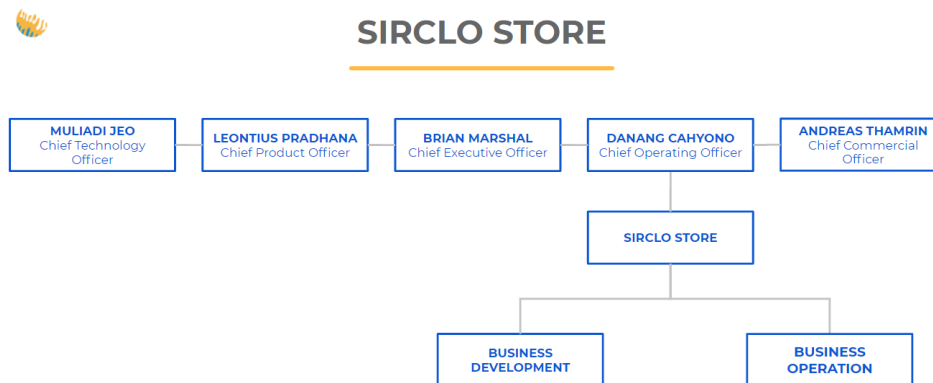 SIRCLO STORE
MULIADI JEO
Chief Technology
Officer
LEONTIUS PRADHANA
Chief Product Officer
BRIAN MARSHAL
Chief Executive Officer
DANANG CAHYONO
Chief Operating Officer
ANDREAS THAMRIN
Chief Commercial
Officer
SIRCLO STORE
BUSINESS
DEVELOPMENT
BUSINESS
OPERATION